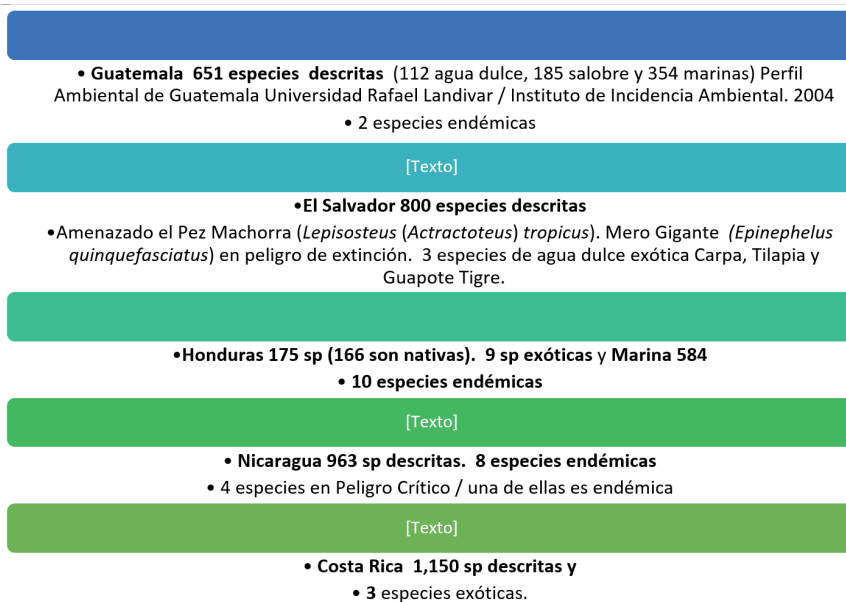 • Guatemala 651 especies descritas (112 agua dulce, 185 salobre y 354 marinas) Perfil
Ambiental de Guatemala Universidad Rafael Landivar / Instituto de Incidencia Ambiental. 2004
• 2 especies endémicas
[Texto]
•El Salvador 800 especies descritas
•Amenazado el Pez Machorra (Lepisosteus (Actractoteus) tropicus). Mero Gigante (Epinephelus
quinquefasciatus) en peligro de extinción. 3 especies de agua dulce exótica Carpa, Tilapia y
Guapote Tigre.
•Honduras 175 sp (166 son nativas). 9 sp exóticas y Marina 584
• 10 especies endémicas
[Texto]
• Nicaragua 963 sp descritas. 8 especies endémicas
• 4 especies en Peligro Crítico / una de ellas es endémica
[Texto]
• Costa Rica 1,150 sp descritas y
• 3 especies exóticas.